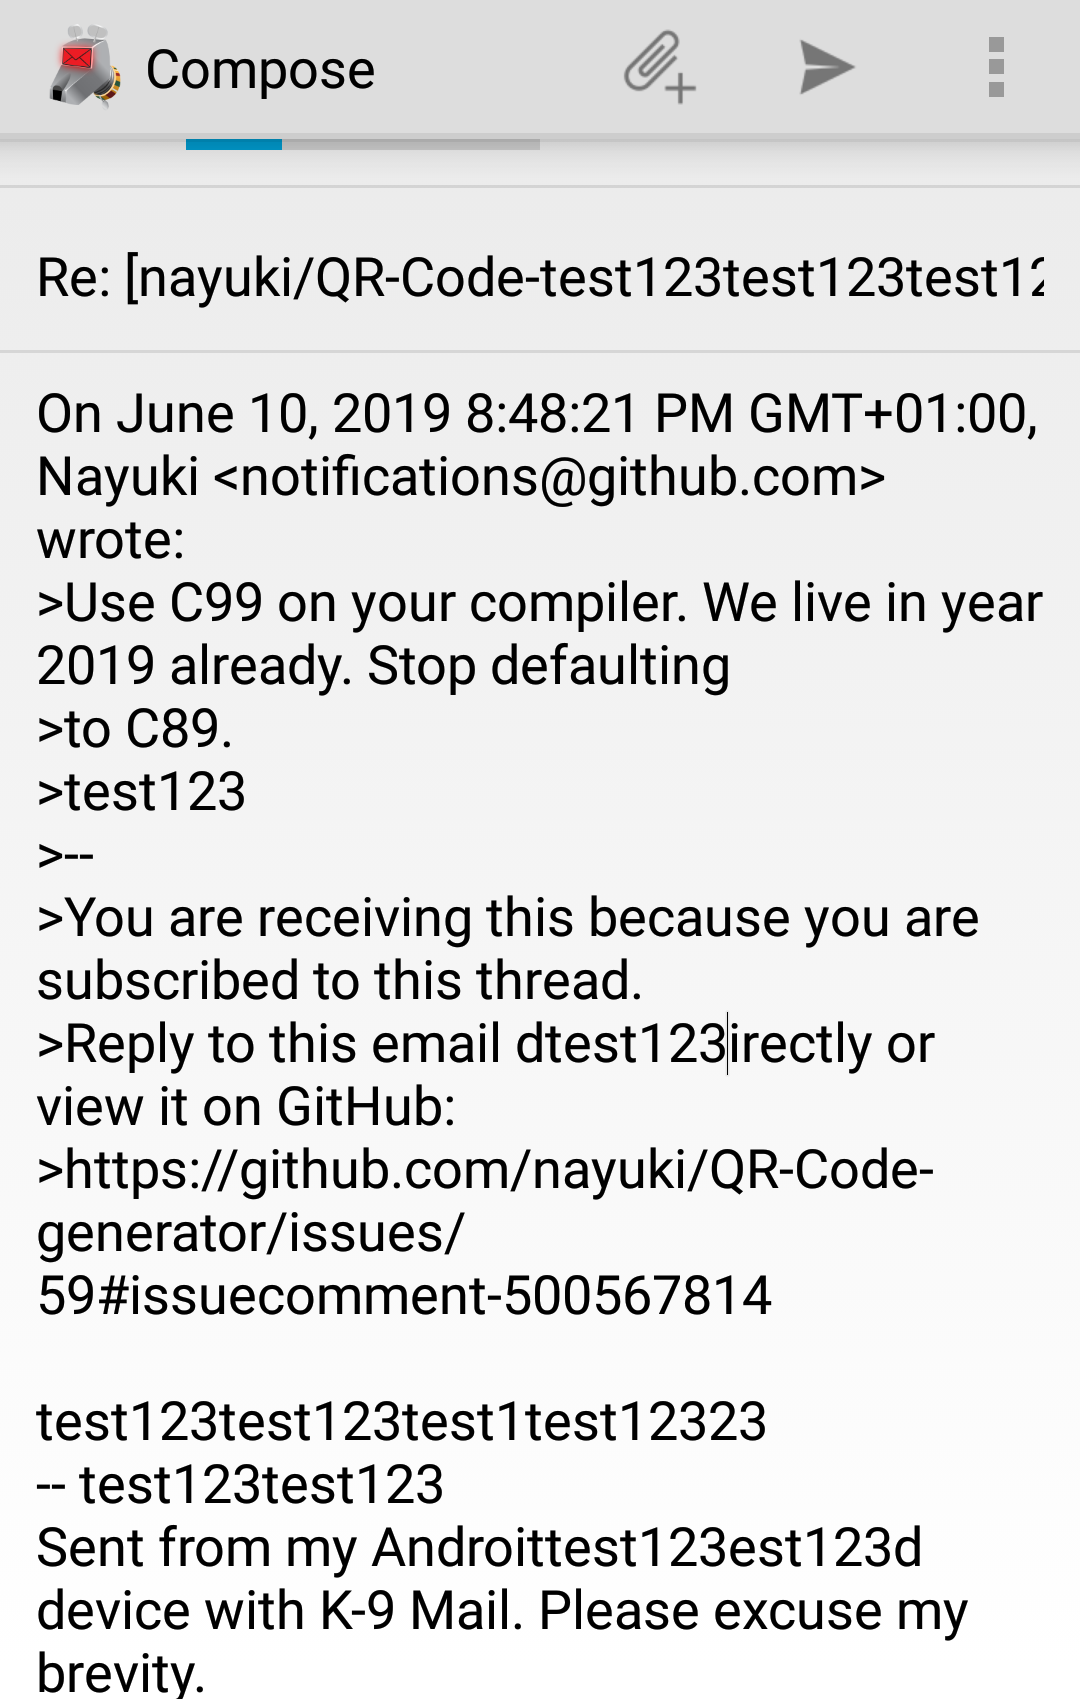 Compose
Re: [nayuki/QR-Code-test123test123test12
On June 10, 2019 8:48:21 PM GMT+01:00,
Nayuki <notifications@github.com>
wrote:
>Use C99 on your compiler. We live in year
2019 already. Stop defaulting
>to C89.
>test123
>--
>You are receiving this because you are
subscribed to this thread.
>Reply to this email dtest123irectly or
view it on GitHub:
>https://github.com/nayuki/QR-Code-
generator/issues/
59#issuecomment-500567814
test123test123test1test12323
-- test123test123
Sent from my Androittest123est123d
device with K-9 Mail. Please excuse my
brevity.